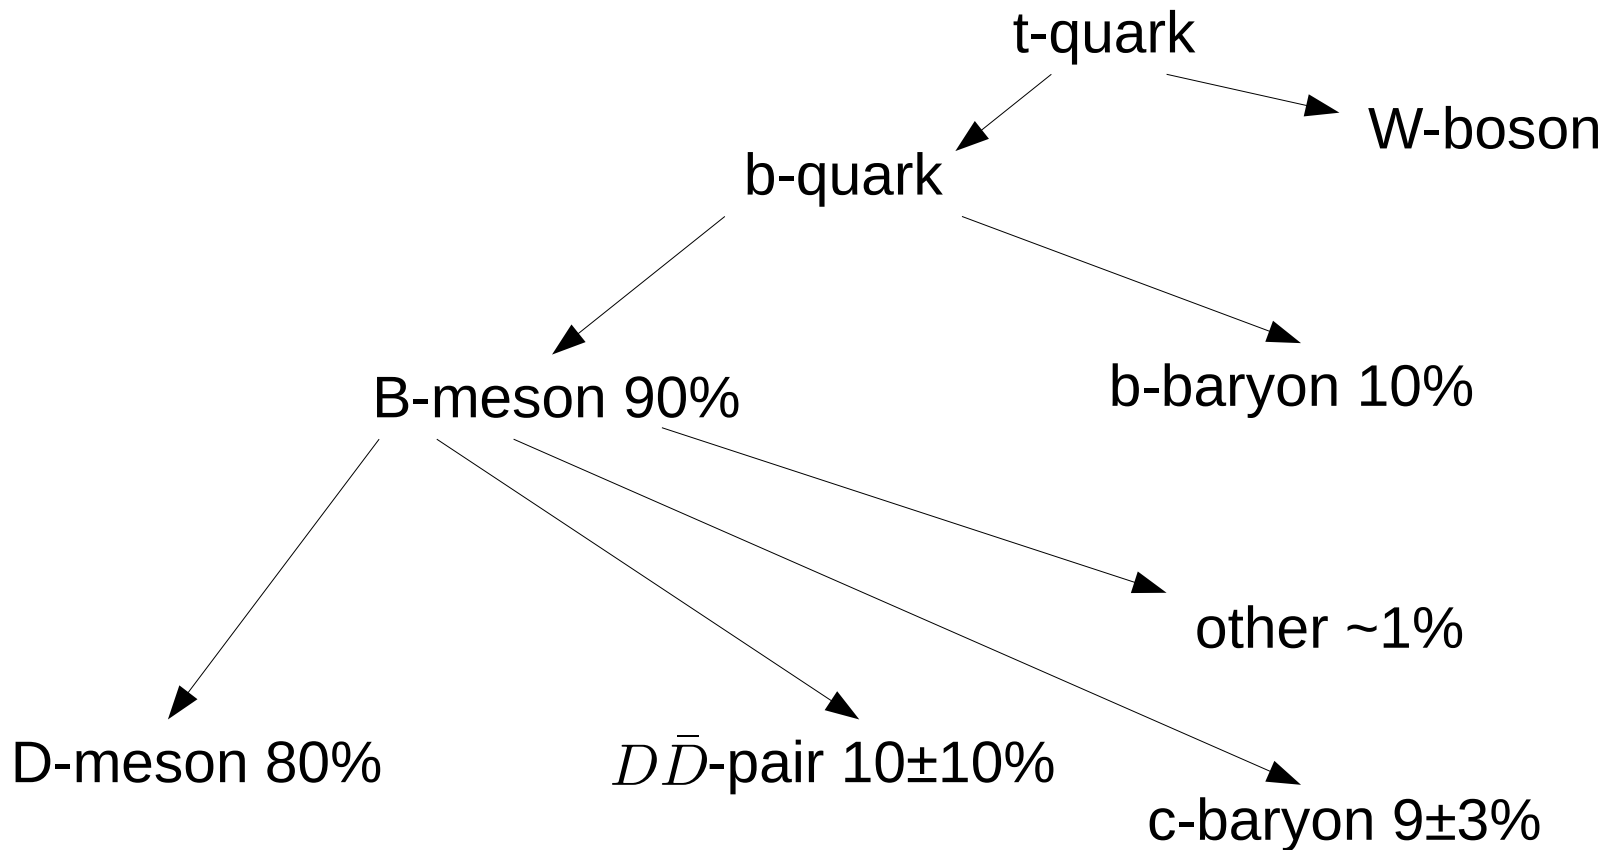 t-quark
W-boson
b-quark
B-meson 90%
b-baryon 10%
other ~1%
D-meson 80%
DD̄-pair 10±10%
c-baryon 9±3%